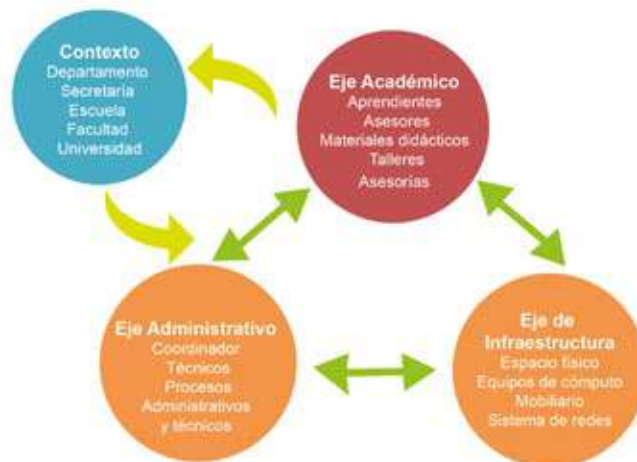 Contexto
Departamento
Secretaría
Escuela
Facultad
Universidad
Eje Académico
Aprendientes
Asesores
Materiales didácticos
Talleres
Asesorías
Eje Administrativo
Coordinador
Técnicos
Procesos
Administrativos
y técnicos
Eje de
Infraestructura
Espacio físico
Equipos de cómputo
Mobiliario
Sistema de redes